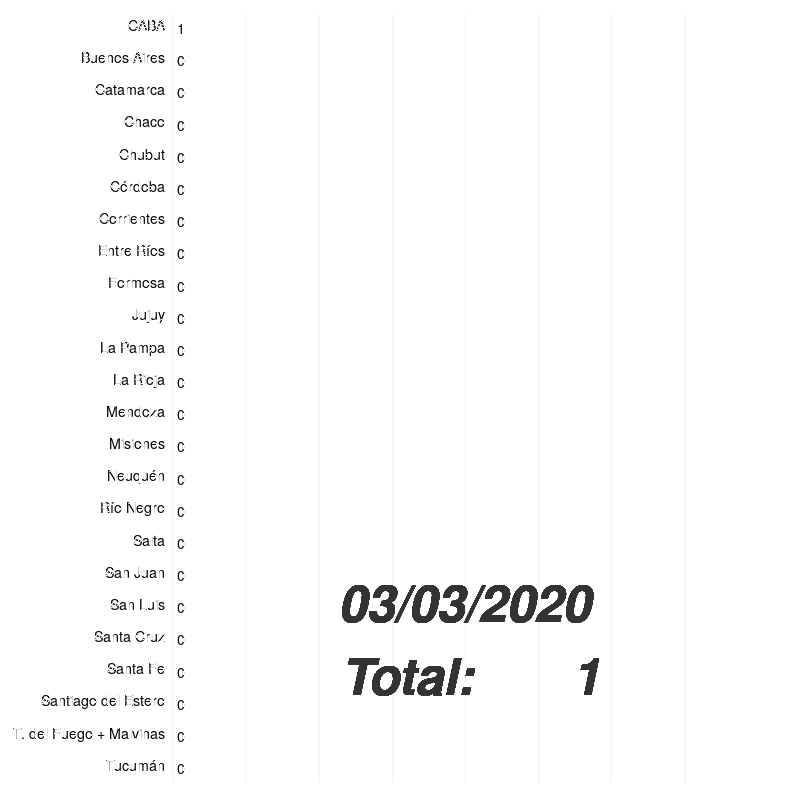 CABA 1
Buenos Aires 0
Catamarca 0
Chaco 0
Chubut 0
Córdoba 0
Corrientes 0
Entre Ríos 0
Formosa 0
Jujuy 0
La Pampa 0
La Rioja 0
Mendoza 0
Misiones 0
Neuquén 0
Río Negro 0
Salta 0
San Juan 0
San Luis 0
03/03/2020
Santa Cruz 0
Santa Fe 0
Total: 1
Santiago del Estero 0
T. del Fuego + Malvinas 0
Tucumán 0